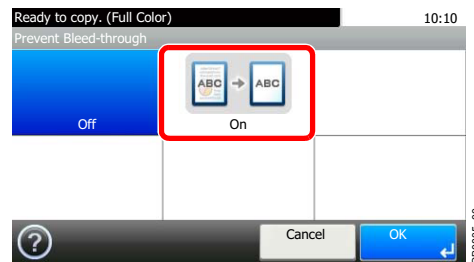 Ready to copy. (Full Color) 10:10
Prevent Bleed-through
ABC ABC
Off On
? Cancel OK